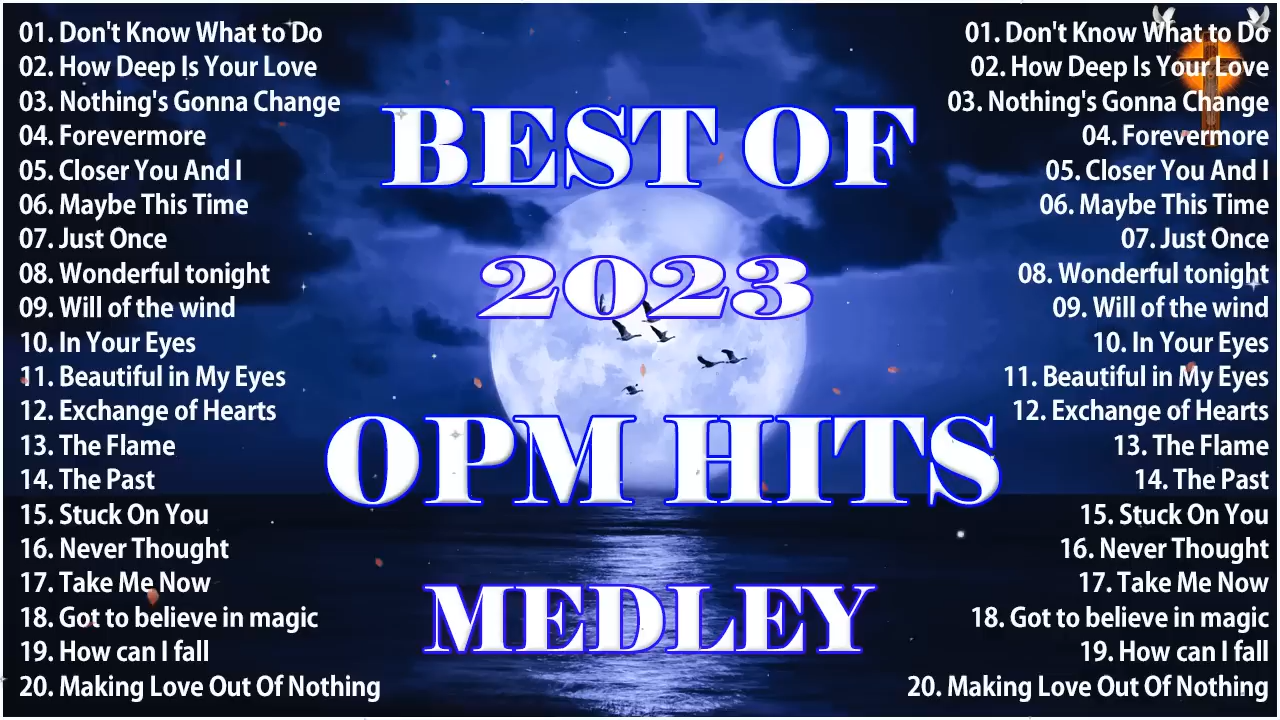 01. Don't Know What to Do
02. How Deep Is Your Love
03. Nothing's Gonna Change
04. Forevermore
05. Closer You And I
06. Maybe This Time
07. Just Once
08. Wonderful tonight
09. Will of the wind
10. In Your Eyes
11. Beautiful in My Eyes
12. Exchange of Hearts
13. The Flame
14. The Past
15. Stuck On You
16. Never Thought
17. Take Me Now
18. Got to believe in magic
19. How can I fall
20. Making Love Out Of Nothing
BEST OF
2023
OPM HITS
MEDLEY
01. Don't Know What to Do
02. How Deep Is Your Love
03. Nothing's Gonna Change
04. Forevermore
05. Closer You And I
06. Maybe This Time
07. Just Once
08. Wonderful tonight
09. Will of the wind
10. In Your Eyes
11. Beautiful in My Eyes
12. Exchange of Hearts
13. The Flame
14. The Past
15. Stuck On You
16. Never Thought
17. Take Me Now
18. Got to believe in magic
19. How can I fall
20. Making Love Out Of Nothing